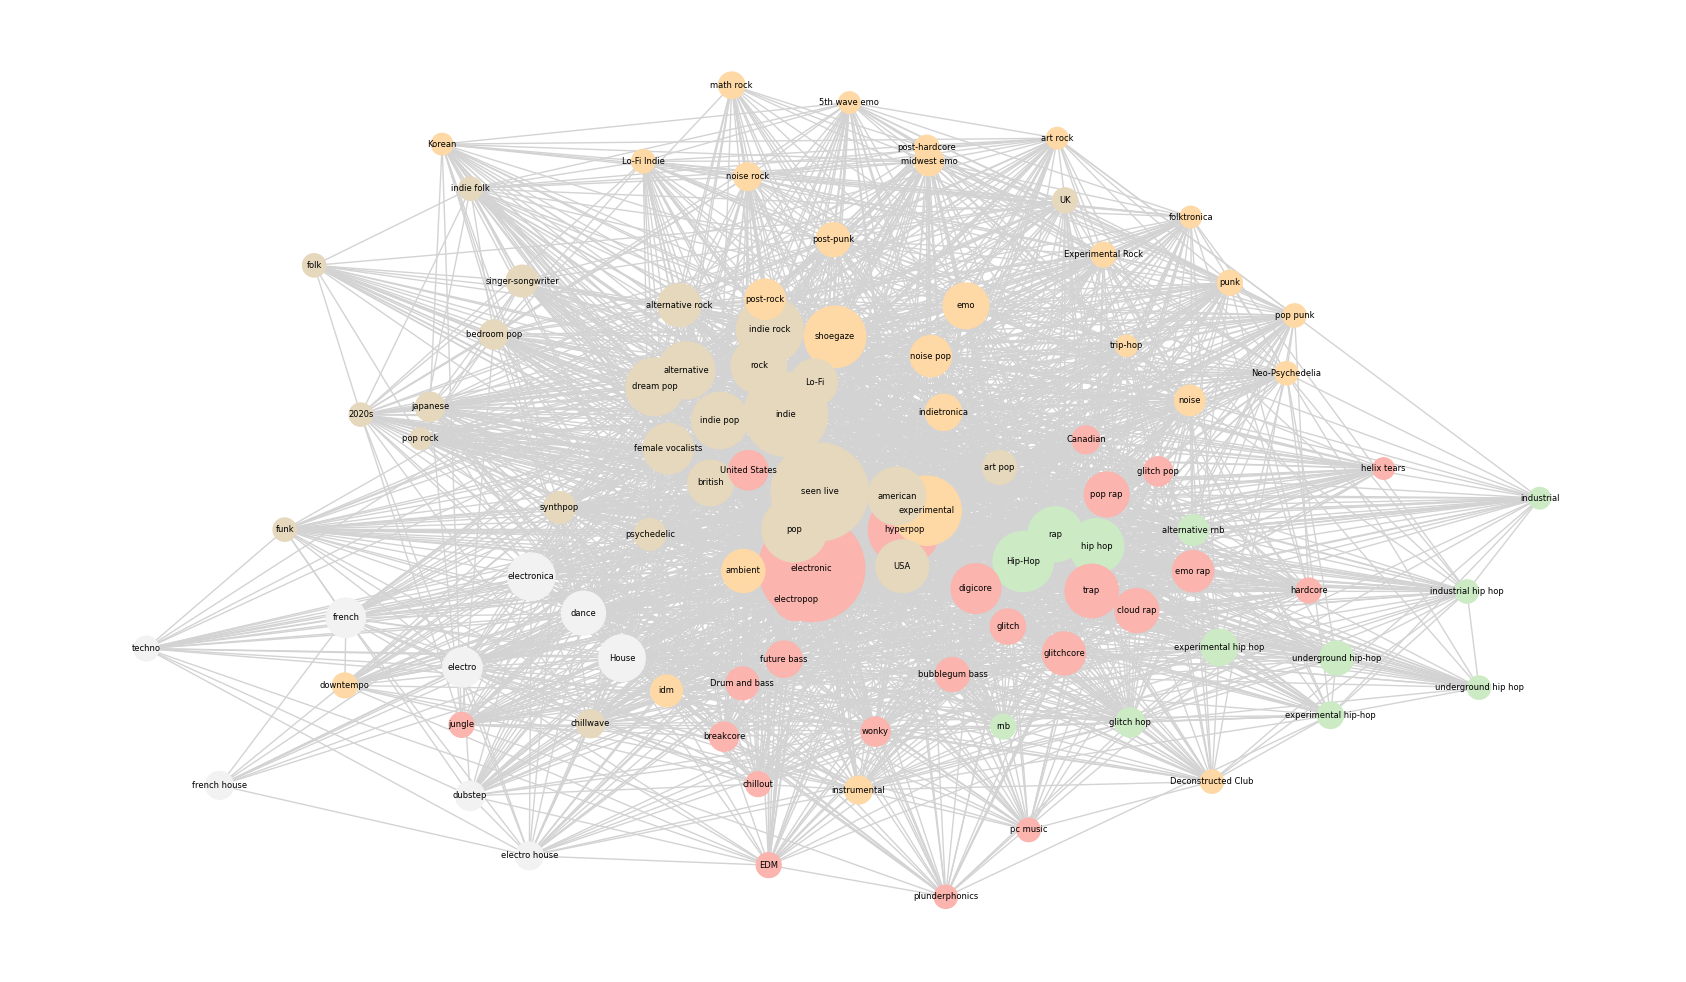 math rock
5th wave emo
art rock
Korean
post-hardcore
Lo-Fi Indie
midwest emo
noise rock
indie folk
UK
folktronica
post-punk
Experimental Rock
folk
singer-songwriter
punk
post-rock
alternative rock
emo
pop punk
indie rock
bedroom pop
shoegaze
trip-hop
noise pop
rock
alternative
Neo-Psychedelia
Lo-Fi
dream pop
noise
japanese
2020s
indie
indietronica
indie pop
pop rock
Canadian
female vocalists
art pop
helix tears
United States
glitch pop
british
seen live
pop rap
american
industrial
synthpop
experimental
funk
pop
hyperpop
alternative rnb
psychedelic
rap
hip hop
Hip-Hop
USA
electronic
ambient
emo rap
electronica
digicore
trap
hardcore
industrial hip hop
electropop
cloud rap
dance
french
glitch
techno
experimental hip hop
glitchcore
House
future bass
underground hip-hop
electro
bubblegum bass
Drum and bass
downtempo
underground hip hop
idm
experimental hip-hop
glitch hop
chillwave
jungle
rnb
wonky
breakcore
Deconstructed Club
chillout
french house
instrumental
dubstep
pc music
electro house
EDM
plunderphonics